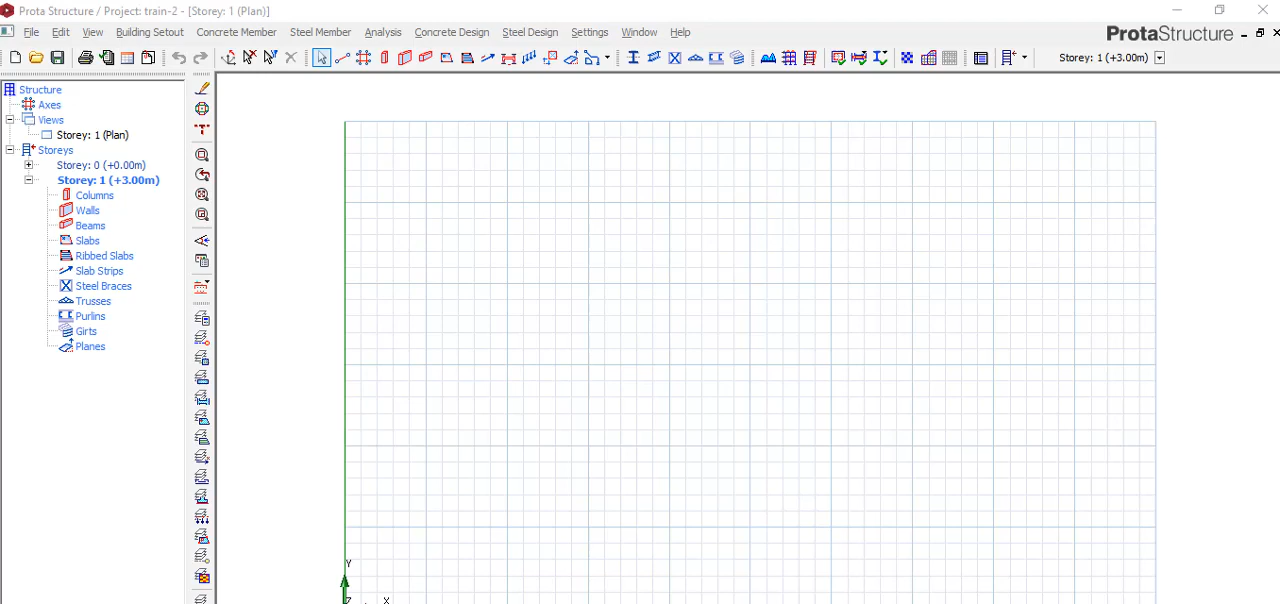 Prota Structure / Project: train-2 - [Storey: 1 (Plan)]
File Edit View Building Setout Concrete Member Steel Member Analysis Concrete Design Steel Design Settings Window Help ProtaStructure
Storey: 1 (+3.00m)
Structure
Axes
Views
Storey: 1 (Plan)
Storeys
Storey: 0 (+0.00m)
Storey: 1 (+3.00m)
Columns
Walls
Beams
Slabs
Ribbed Slabs
Slab Strips
Steel Braces
Trusses
Purlins
Girts
Planes
Y
Z X